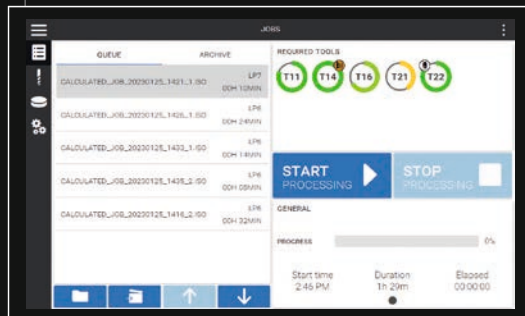 JOBS
QUEUE
ARCHIVE
CALCULATED_JOB_20230125_1421_1.ISO
LP7
00H 10MIN
CALCULATED_JOB_20230125_1426_1.ISO
LP6
00H 24MIN
CALCULATED_JOB_20230125_1433_1.ISO
LP6
00H 14MIN
CALCULATED_JOB_20230125_1435_2.ISO
LP6
00H 08MIN
CALCULATED_JOB_20230125_1416_2.ISO
LP6
00H 32MIN
REQUIRED TOOLS
T11 T14 T16 T21 T22
START
PROCESSING
STOP
PROCESSING
GENERAL
PROGRESS
0%
Start time
2:46 PM
Duration
1h 29m
Elapsed
00:00:00